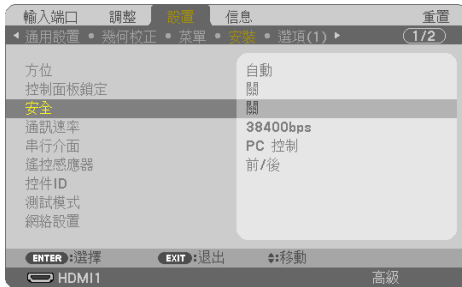 輸入端口 調整 設置 信息 重置
◂ 通用設置 • 幾何校正 • 菜單 • 安裝 • 選項(1) ▸ (1/2)
方位 自動
控制面板鎖定 關
安全 關
通訊速率 38400bps
串行介面 PC 控制
遙控感應器 前/後
控件ID
測試模式
網絡設置
ENTER :選擇 EXIT :退出 ♦:移動
HDMI1 高級